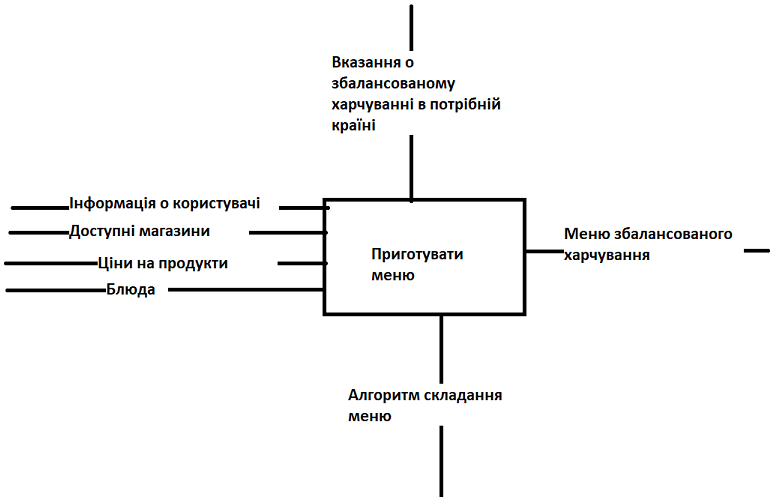 Вказання о
збалансованому
харчуванні в потрібній
країні
Інформація о користувачі
Доступні магазини
Ціни на продукти
Блюда
Приготувати
меню
Меню збалансованого
харчування
Алгоритм складання
меню